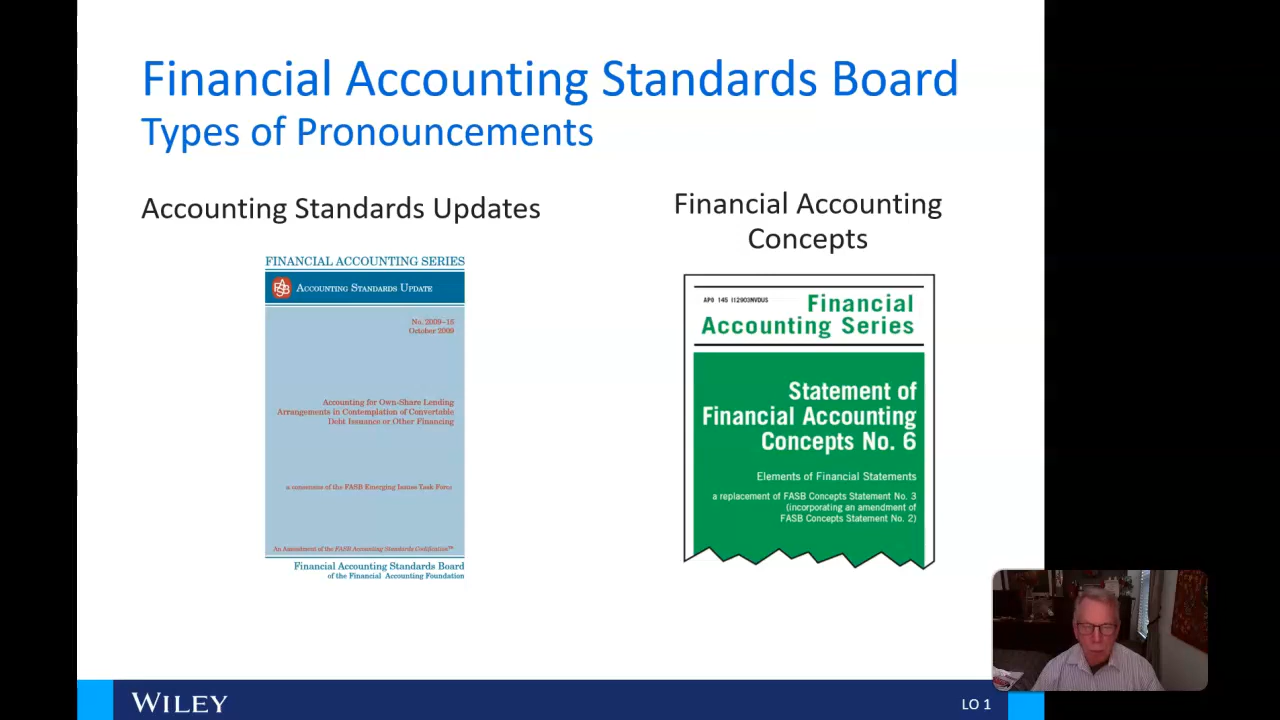 Financial Accounting Standards Board
Types of Pronouncements
Accounting Standards Updates
FINANCIAL ACCOUNTING SERIES
FASB
ACCOUNTING STANDARDS UPDATE
No. 2009-15
October 2009
Accounting for Own-Share Lending
Arrangements in Contemplation of Convertible
Debt Issuance or Other Financing
a consensus of the FASB Emerging Issues Task Force
An Amendment of the FASB Accounting Standards Codification™
Financial Accounting Standards Board
of the Financial Accounting Foundation
Financial Accounting
Concepts
APO 145 I12903NVDUS
Financial
Accounting Series
Statement of
Financial Accounting
Concepts No. 6
Elements of Financial Statements
a replacement of FASB Concepts Statement No. 3
(incorporating an amendment of
FASB Concepts Statement No. 2)
WILEY
LO 1